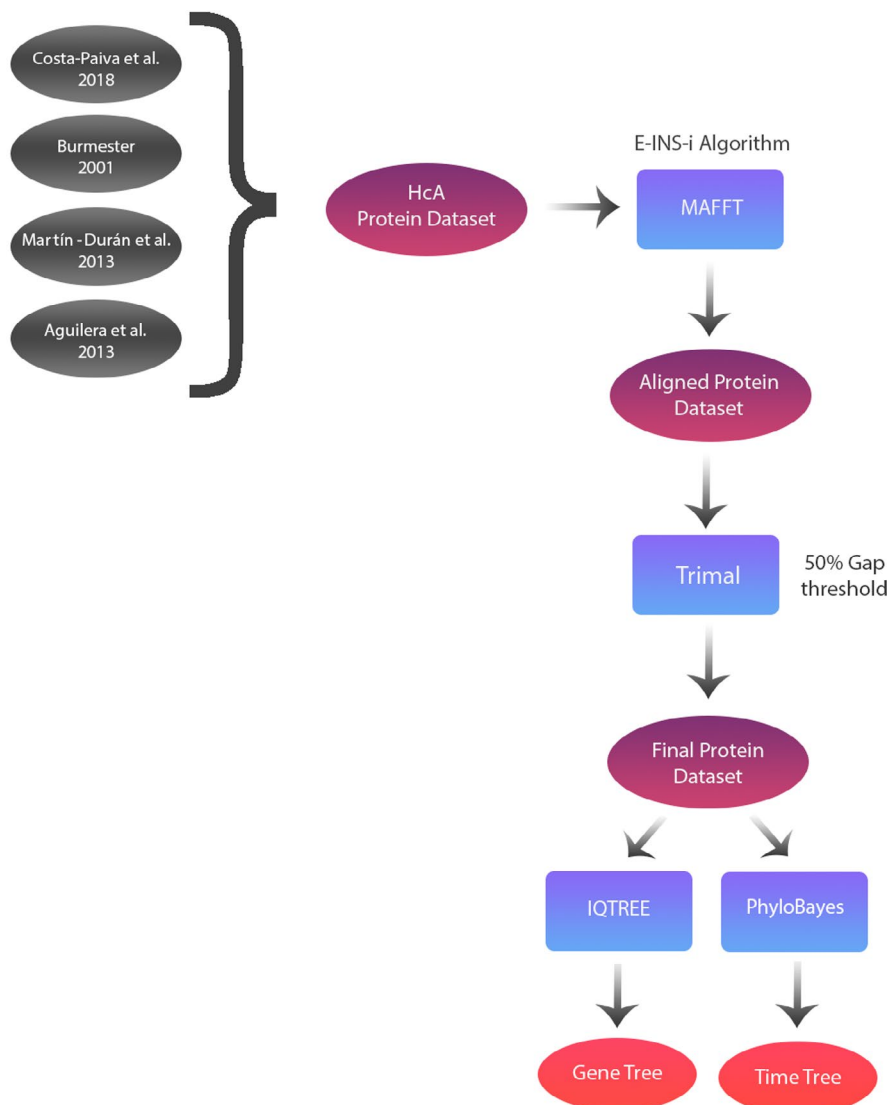 Costa-Paiva et al.
2018
Burmester
2001
Martín - Durán et al.
2013
Aguilera et al.
2013
HcA
Protein Dataset
E-INS-i Algorithm
MAFFT
Aligned Protein
Dataset
Trimal
50% Gap
threshold
Final Protein
Dataset
IQTREE
PhyloBayes
Gene Tree
Time Tree